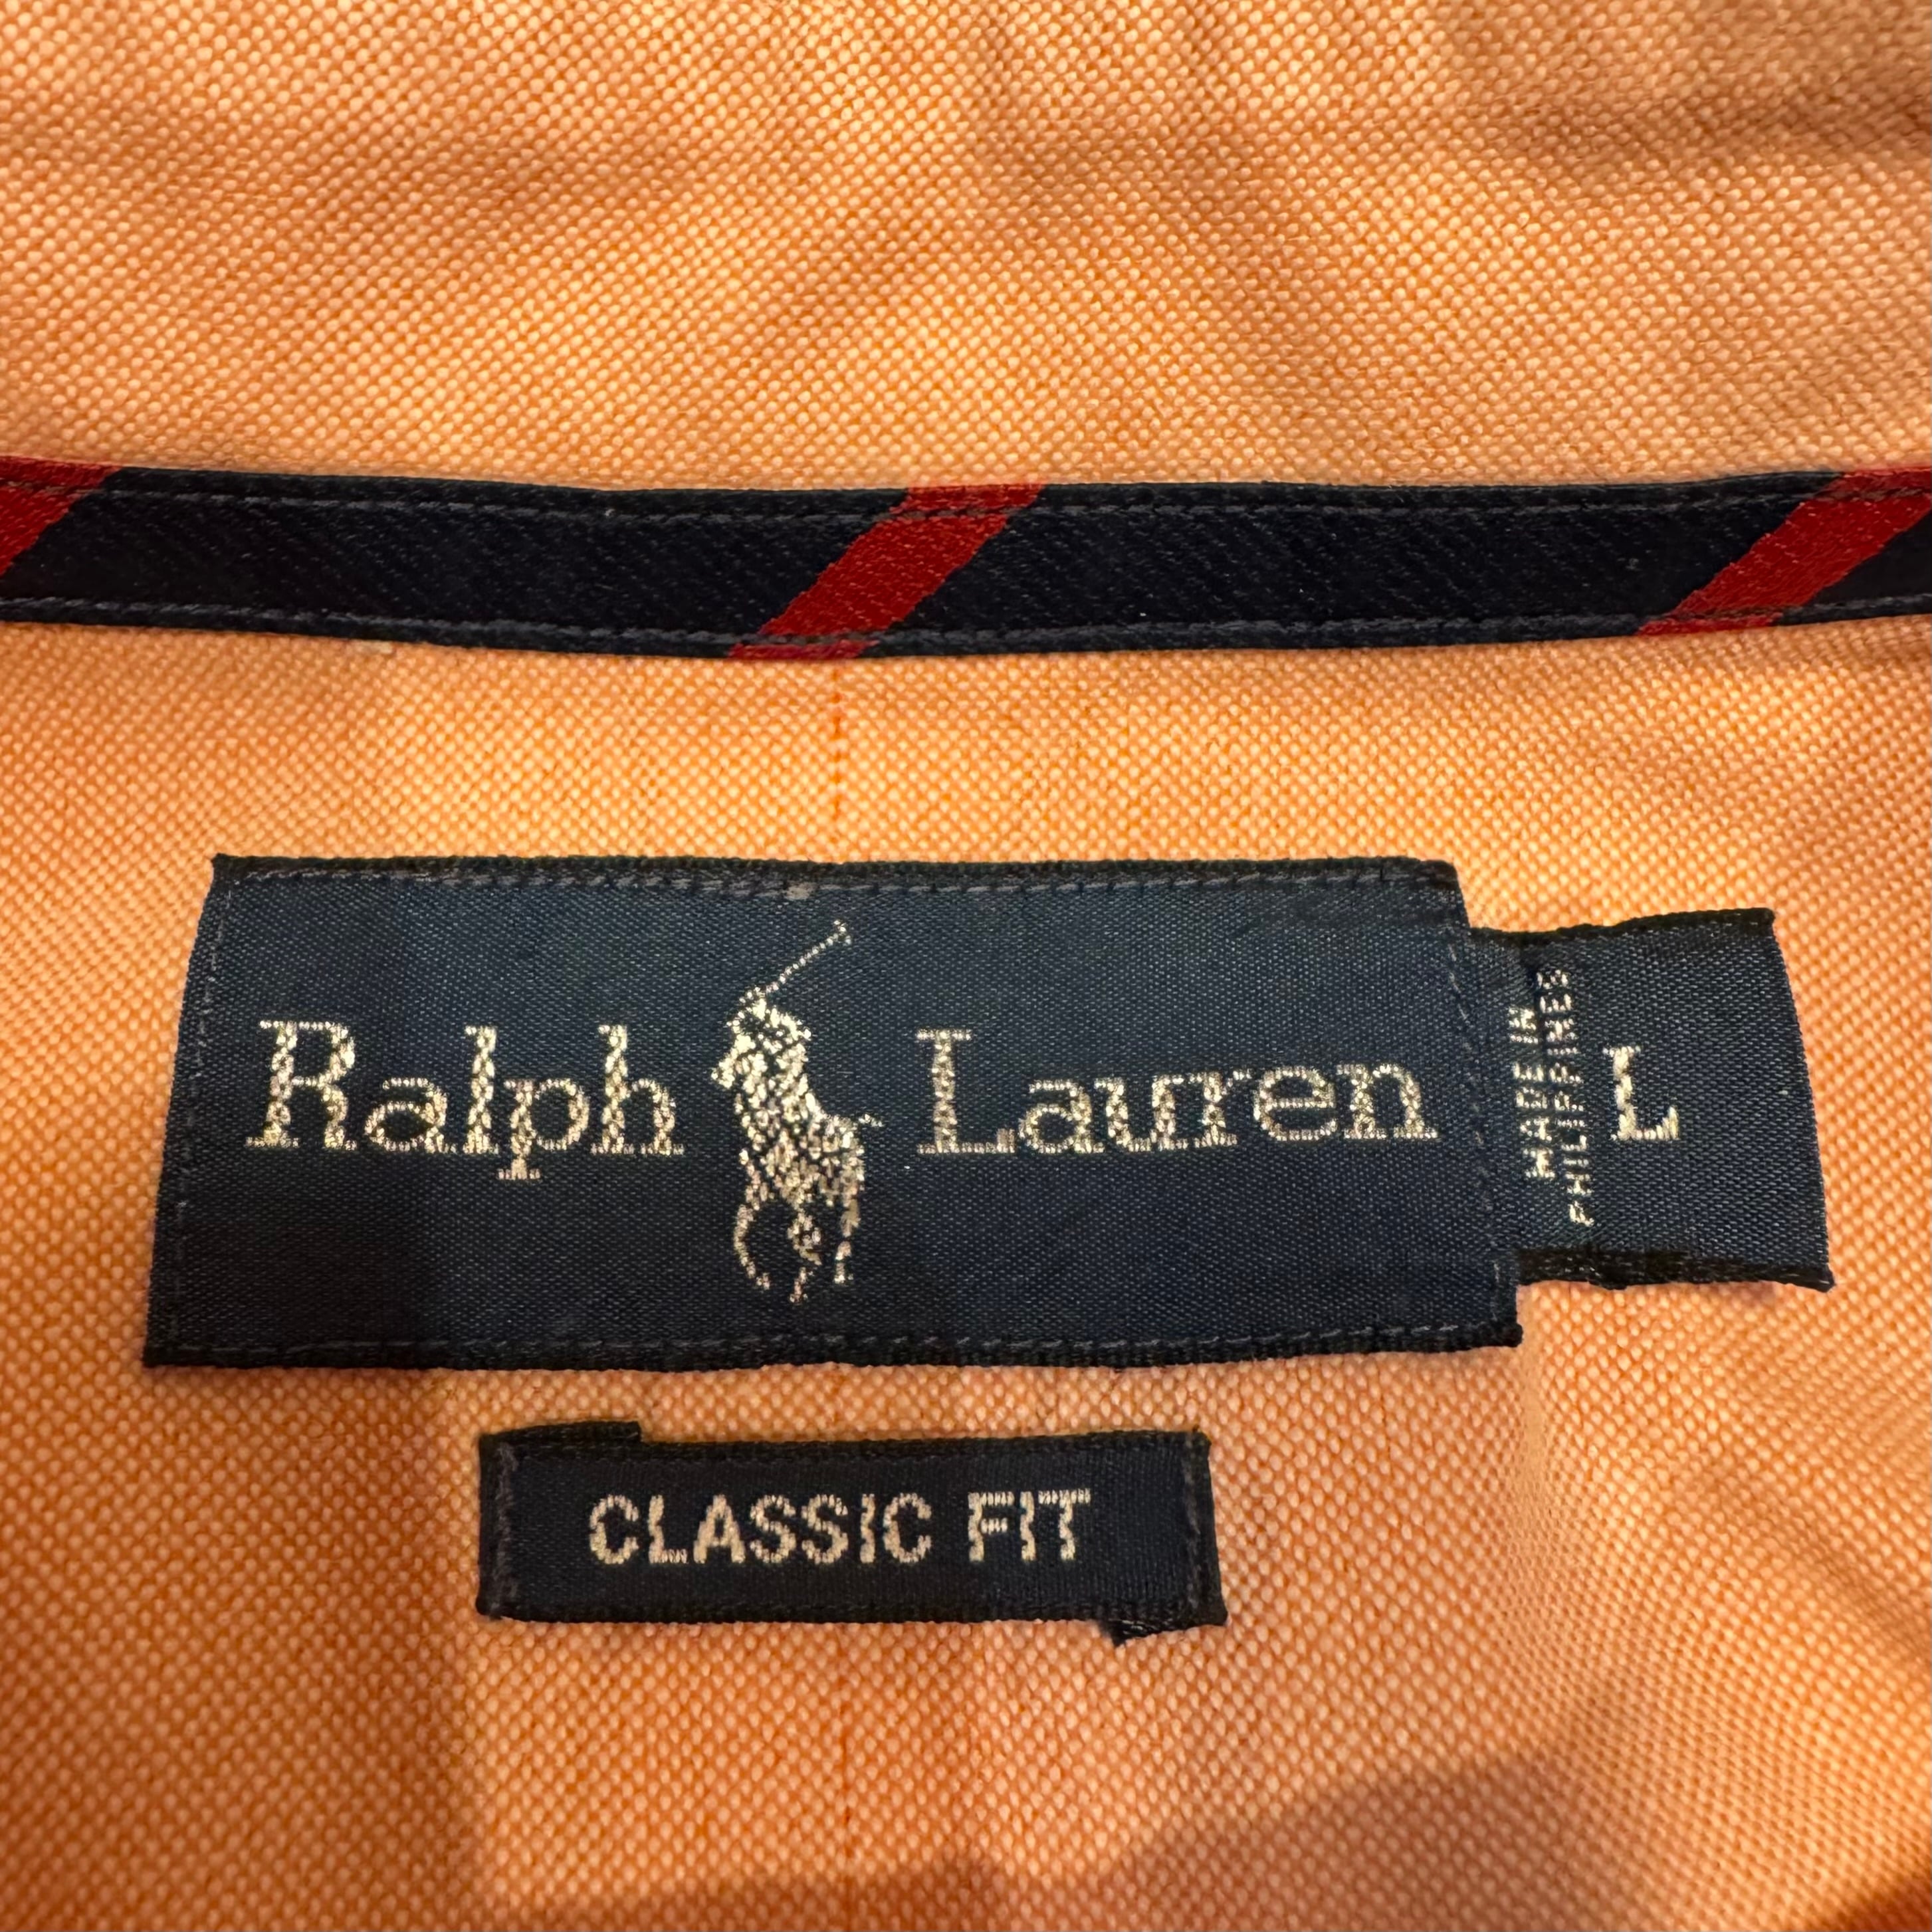 Ralph Lauren
MADE IN
PHILIPPINES
L
CLASSIC FIT